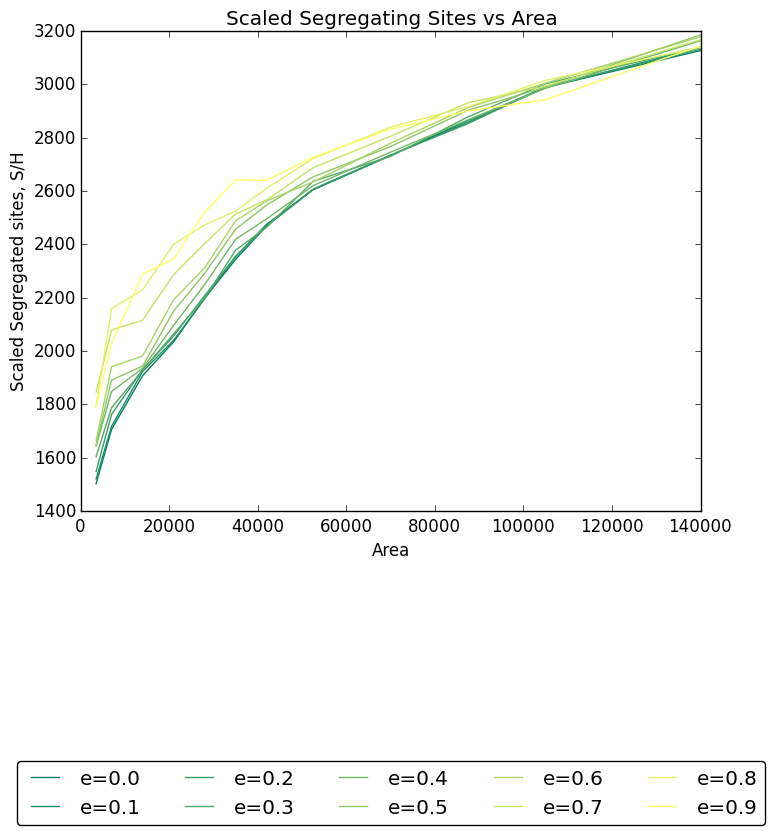 Scaled Segregating Sites vs Area
Scaled Segregated sites, S/H
3200
3000
2800
2600
2400
2200
2000
1800
1600
1400
0 20000 40000 60000 80000 100000 120000 140000
Area
e=0.0 e=0.2 e=0.4 e=0.6 e=0.8
e=0.1 e=0.3 e=0.5 e=0.7 e=0.9